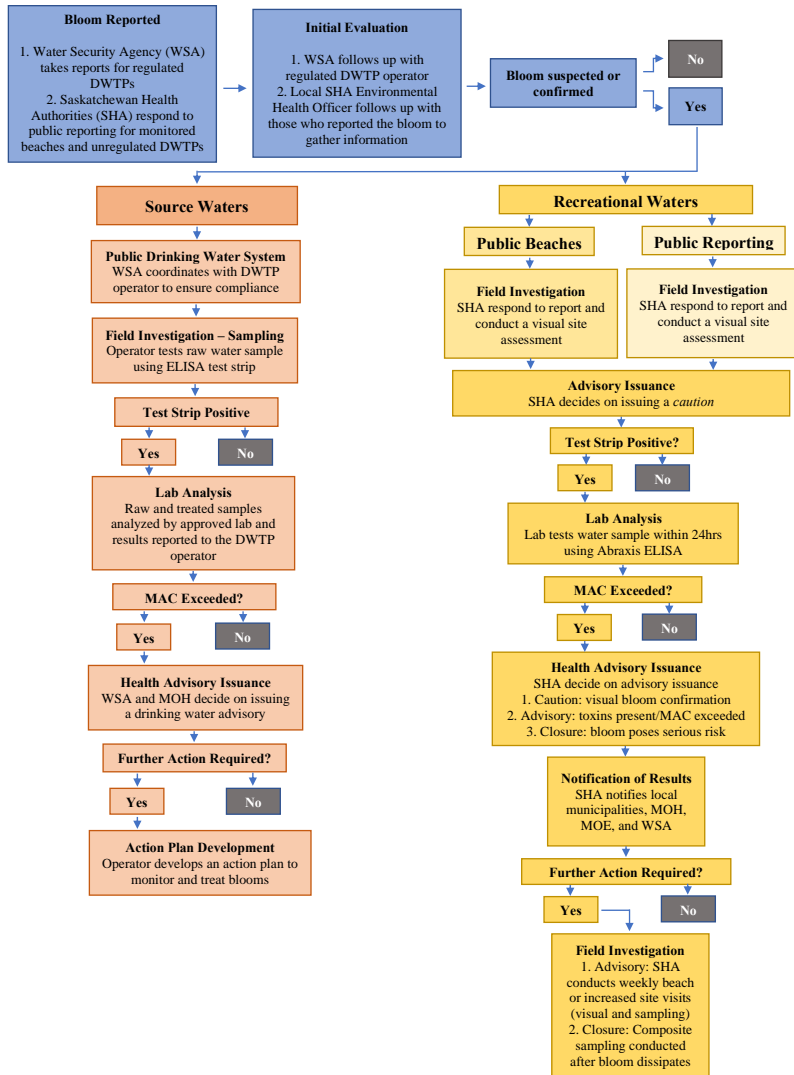 Bloom Reported
1. Water Security Agency (WSA)
takes reports for regulated
DWTPs
2. Saskatchewan Health
Authorities (SHA) respond to
public reporting for monitored
beaches and unregulated DWTPs
Initial Evaluation
1. WSA follows up with
regulated DWTP operator
2. Local SHA Environmental
Health Officer follows up with
those who reported the bloom to
gather information
Bloom suspected or
confirmed
No
Yes
Source Waters
Public Drinking Water System
WSA coordinates with DWTP
operator to ensure compliance
Field Investigation – Sampling
Operator tests raw water sample
using ELISA test strip
Test Strip Positive
Yes
No
Lab Analysis
Raw and treated samples
analyzed by approved lab and
results reported to the DWTP
operator
MAC Exceeded?
Yes
No
Health Advisory Issuance
WSA and MOH decide on issuing
a drinking water advisory
Further Action Required?
Yes
No
Action Plan Development
Operator develops an action plan to
monitor and treat blooms
Recreational Waters
Public Beaches
Public Reporting
Field Investigation
SHA respond to report and
conduct a visual site
assessment
Field Investigation
SHA respond to report and
conduct a visual site
assessment
Advisory Issuance
SHA decides on issuing a caution
Test Strip Positive?
Yes
No
Lab Analysis
Lab tests water sample within 24hrs
using Abraxis ELISA
MAC Exceeded?
Yes
No
Health Advisory Issuance
SHA decide on advisory issuance
1. Caution: visual bloom confirmation
2. Advisory: toxins present/MAC exceeded
3. Closure: bloom poses serious risk
Notification of Results
SHA notifies local
municipalities, MOH,
MOE, and WSA
Further Action Required?
Yes
No
Field Investigation
1. Advisory: SHA
conducts weekly beach
or increased site visits
(visual and sampling)
2. Closure: Composite
sampling conducted
after bloom dissipates